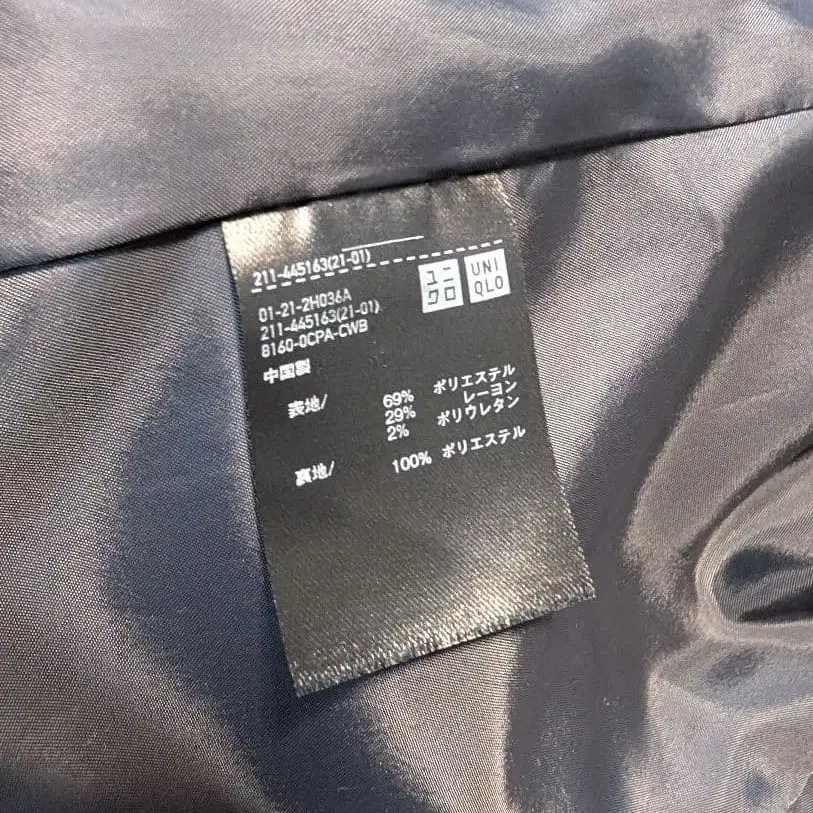 211-445163(21-01)
ユニ
クロ
UNI
QLO
01-21-2H036A
211-445163(21-01)
8160-0CPA-CWB
中国製
表地/ 69% ポリエステル
29% レーヨン
2% ポリウレタン
裏地/ 100% ポリエステル